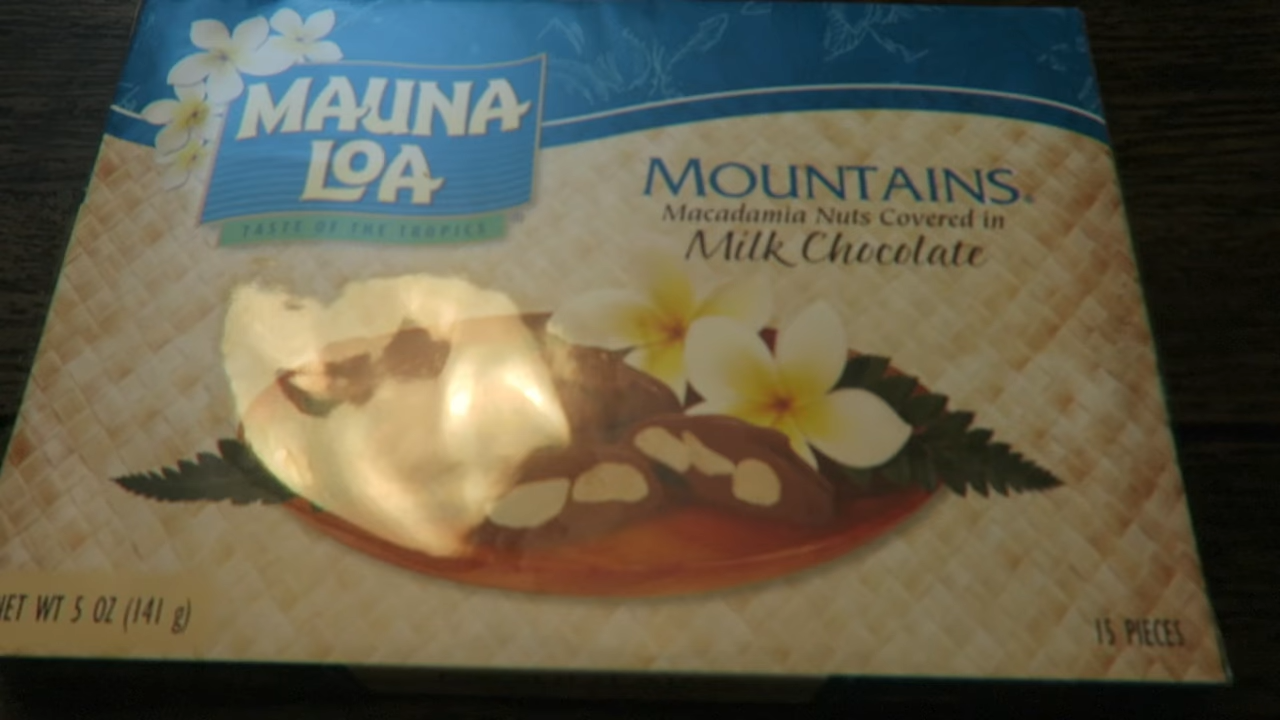 MAUNA
LOA
TASTE OF THE TROPICS
MOUNTAINS®
Macadamia Nuts Covered in
Milk Chocolate
NET WT 5 OZ (141 g)
15 PIECES